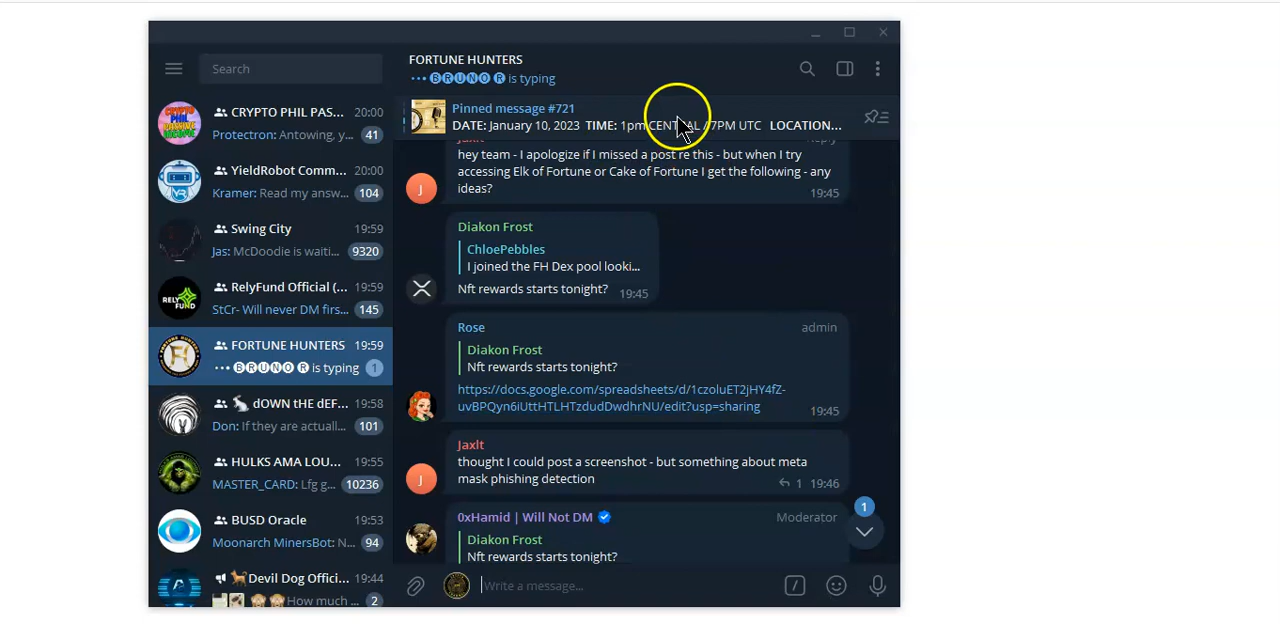 Search
CRYPTO PHIL PAS... 20:00
Protectron: Antowing, y... 41
YieldRobot Comm... 20:00
Kramer: Read my answ... 104
Swing City 19:59
Jas: McDoodie is waiti... 9320
RelyFund Official (... 19:59
StCr- Will never DM firs... 145
FORTUNE HUNTERS 19:59
••• 🅑🅡🅤🅝🅞 🅡 is typing 1
🐇 dOWN tHE dEF... 19:58
Don: If they are actuall... 101
HULKS AMA LOU... 19:55
MASTER_CARD: Lfg g... 10236
BUSD Oracle 19:53
Moonarch MinersBot: N... 94
🐕Devil Dog Offici... 19:44
🙈🙈How much ... 2
FORTUNE HUNTERS
••• 🅑🅡🅤🅝🅞 🅡 is typing
Pinned message #721
DATE: January 10, 2023 TIME: 1pm CENTRAL / 7PM UTC LOCATION...
Jaxlt
hey team - I apologize if I missed a post re this - but when I try
accessing Elk of Fortune or Cake of Fortune I get the following - any
ideas?
J
19:45
Diakon Frost
ChloePebbles
I joined the FH Dex pool looki...
Nft rewards starts tonight? 19:45
Rose admin
Diakon Frost
Nft rewards starts tonight?
https://docs.google.com/spreadsheets/d/1czoluET2jHY4fZ-
uvBPQyn6iUttHTLHTzdudDwdhrNU/edit?usp=sharing 19:45
Jaxlt
thought I could post a screenshot - but something about meta
mask phishing detection
J
1 19:46
0xHamid | Will Not DM Moderator
Diakon Frost
Nft rewards starts tonight?
1
Write a message...